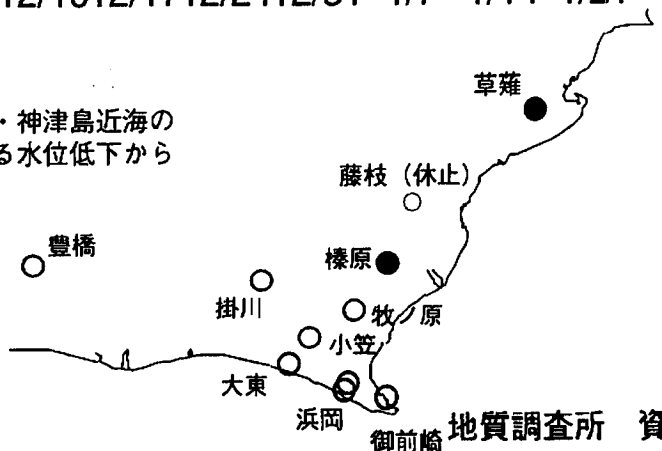 草薙
・神津島近海の
る水位低下から
藤枝（休止）
豊橋
榛原
掛川
牧ノ原
小笠
大東
浜岡
御前崎
地質調査所 資